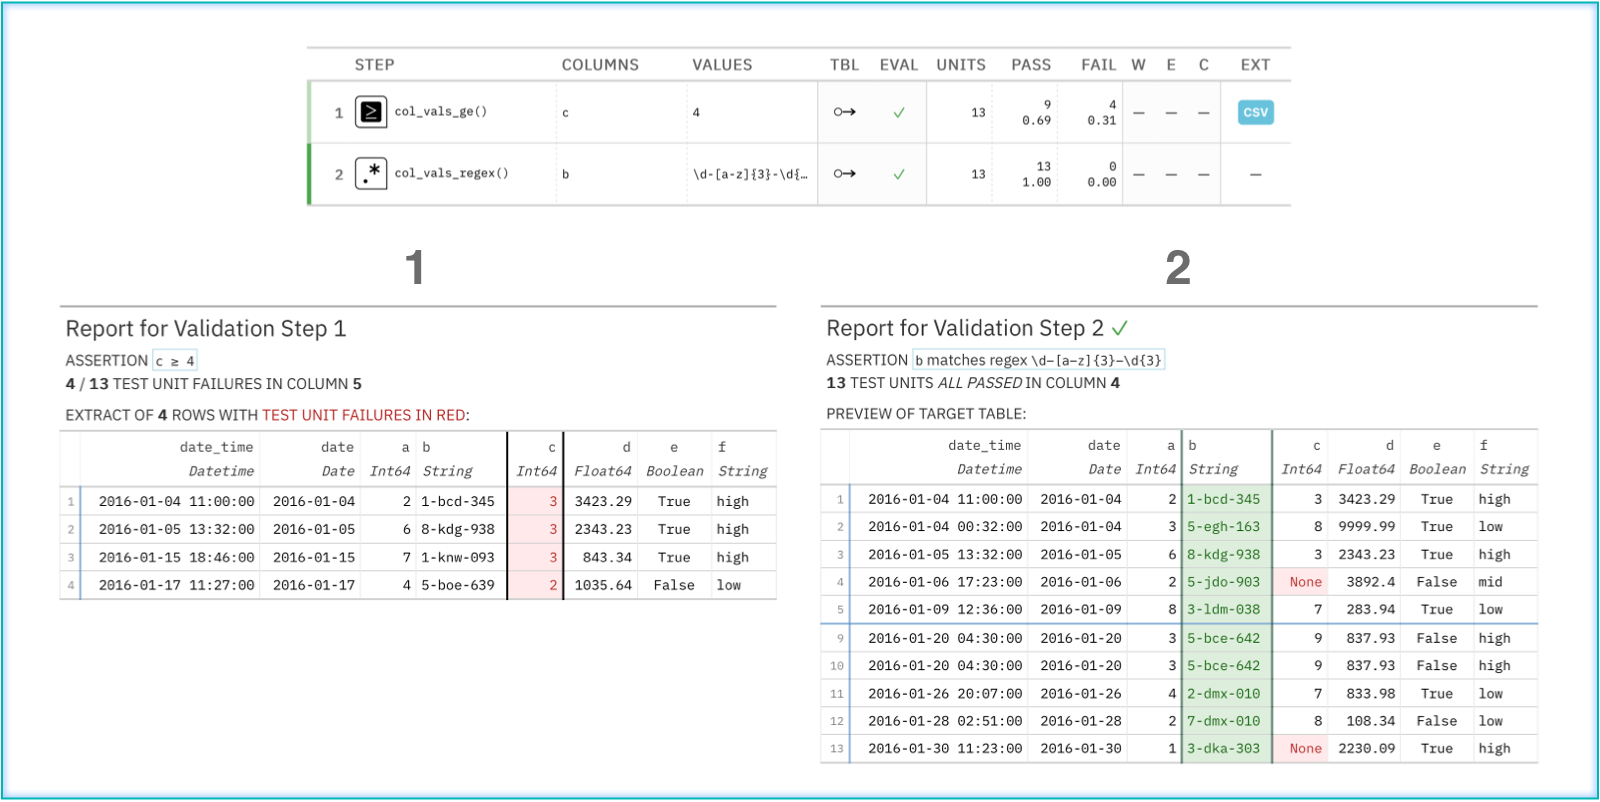 STEP COLUMNS VALUES TBL EVAL UNITS PASS FAIL W E C EXT
1 ≥ col_vals_ge() c 4 ○→ ✓ 13 9 4 — — — CSV
0.69 0.31
2 .* col_vals_regex() b \d-[a-z]{3}-\d{… ○→ ✓ 13 13 0 — — — —
1.00 0.00
1
Report for Validation Step 1
ASSERTION c ≥ 4
4 / 13 TEST UNIT FAILURES IN COLUMN 5
EXTRACT OF 4 ROWS WITH TEST UNIT FAILURES IN RED:
date_time date a b c d e f
Datetime Date Int64 String Int64 Float64 Boolean String
1 2016-01-04 11:00:00 2016-01-04 2 1-bcd-345 3 3423.29 True high
2 2016-01-05 13:32:00 2016-01-05 6 8-kdg-938 3 2343.23 True high
3 2016-01-15 18:46:00 2016-01-15 7 1-knw-093 3 843.34 True high
4 2016-01-17 11:27:00 2016-01-17 4 5-boe-639 2 1035.64 False low
2
Report for Validation Step 2 ✓
ASSERTION b matches regex \d-[a-z]{3}-\d{3}
13 TEST UNITS ALL PASSED IN COLUMN 4
PREVIEW OF TARGET TABLE:
date_time date a b c d e f
Datetime Date Int64 String Int64 Float64 Boolean String
1 2016-01-04 11:00:00 2016-01-04 2 1-bcd-345 3 3423.29 True high
2 2016-01-04 00:32:00 2016-01-04 3 5-egh-163 8 9999.99 True low
3 2016-01-05 13:32:00 2016-01-05 6 8-kdg-938 3 2343.23 True high
4 2016-01-06 17:23:00 2016-01-06 2 5-jdo-903 None 3892.4 False mid
5 2016-01-09 12:36:00 2016-01-09 8 3-ldm-038 7 283.94 True low
9 2016-01-20 04:30:00 2016-01-20 3 5-bce-642 9 837.93 False high
10 2016-01-20 04:30:00 2016-01-20 3 5-bce-642 9 837.93 False high
11 2016-01-26 20:07:00 2016-01-26 4 2-dmx-010 7 833.98 True low
12 2016-01-28 02:51:00 2016-01-28 2 7-dmx-010 8 108.34 False low
13 2016-01-30 11:23:00 2016-01-30 1 3-dka-303 None 2230.09 True high